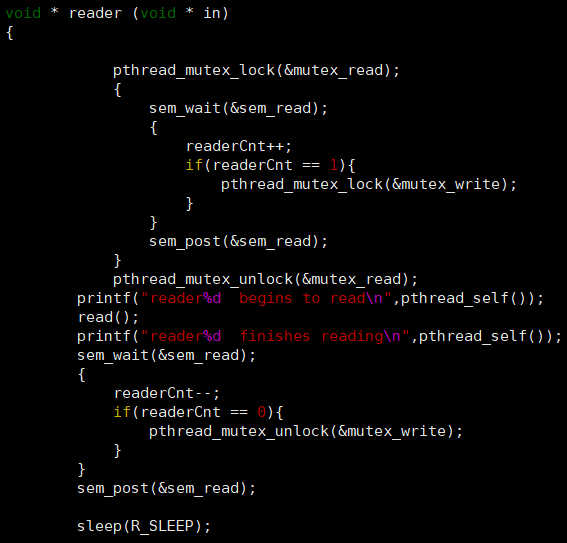 void * reader (void * in)
{
pthread_mutex_lock(&mutex_read);
{
sem_wait(&sem_read);
{
readerCnt++;
if(readerCnt == 1){
pthread_mutex_lock(&mutex_write);
}
}
sem_post(&sem_read);
}
pthread_mutex_unlock(&mutex_read);
printf("reader%d  begins to read\n",pthread_self());
read();
printf("reader%d  finishes reading\n",pthread_self());
sem_wait(&sem_read);
{
readerCnt--;
if(readerCnt == 0){
pthread_mutex_unlock(&mutex_write);
}
}
sem_post(&sem_read);
sleep(R_SLEEP);